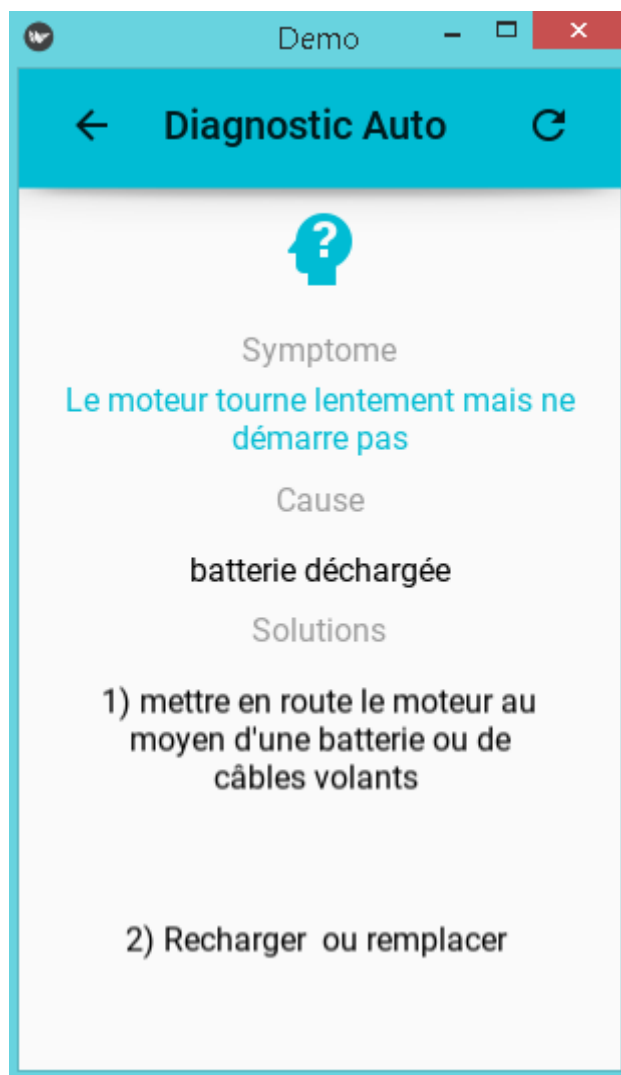 Demo
Diagnostic Auto
?
Symptome
Le moteur tourne lentement mais ne
démarre pas
Cause
batterie déchargée
Solutions
1) mettre en route le moteur au
moyen d'une batterie ou de
câbles volants
2) Recharger  ou remplacer